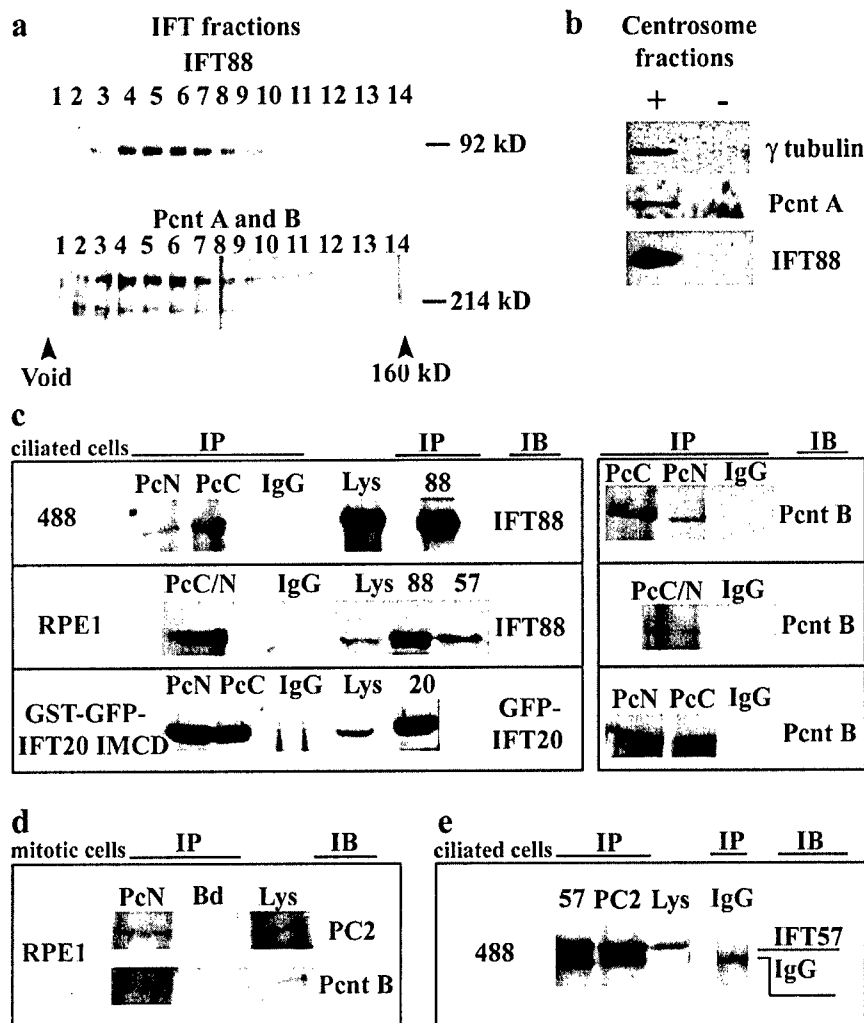 a
IFT fractions
IFT88
1 2 3 4 5 6 7 8 9 10 11 12 13 14
— 92 kD
Pcnt A and B
1 2 3 4 5 6 7 8 9 10 11 12 13 14
—214 kD
Void
160 kD
b
Centrosome
fractions
+ -
γ tubulin
Pcnt A
IFT88
c
ciliated cells IP IP IB
488 PcN PcC IgG Lys 88 IFT88
RPE1 PcC/N IgG Lys 88 57 IFT88
GST-GFP-
IFT20 IMCD
PcN PcC IgG Lys 20
GFP-
IFT20
IP IB
PcC PcN IgG Pcnt B
PcC/N IgG Pcnt B
PcN PcC IgG Pcnt B
d
mitotic cells IP IB
RPE1
PcN Bd Lys PC2
Pcnt B
e
ciliated cells IP IP IB
488
57 PC2 Lys IgG
IFT57
IgG